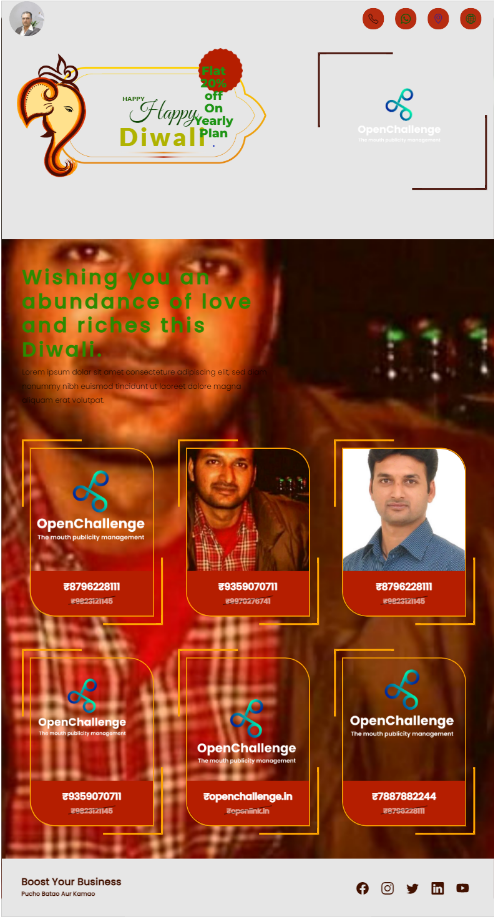 HAPPY
Happy
Diwali
Flat
20%
off
On
Yearly
Plan
.
OpenChallenge
The mouth publicity management
Wishing you an
abundance of love
and riches this
Diwali.
Lorem ipsum dolor sit amet, consectetuer adipiscing elit, sed diam
nonummy nibh euismod tincidunt ut laoreet dolore magna
aliquam erat volutpat.
OpenChallenge
The mouth publicity management
₹8796228111
₹9823121145
₹9359070711
₹9970276741
₹8796228111
₹9823121145
OpenChallenge
The mouth publicity management
₹9359070711
₹9823121145
OpenChallenge
The mouth publicity management
₹openchallenge.in
₹openlink.in
OpenChallenge
The mouth publicity management
₹7887882244
₹8796228111
Boost Your Business
Pucho Batao Aur Kamao